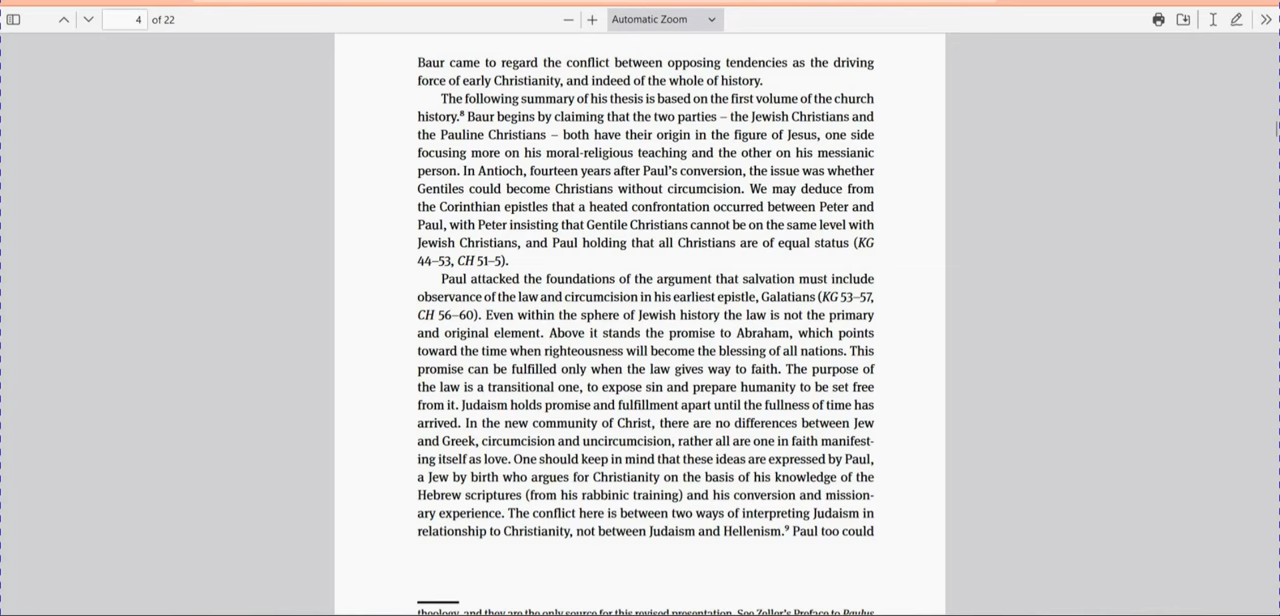 4 of 22 Automatic Zoom
Baur came to regard the conflict between opposing tendencies as the driving
force of early Christianity, and indeed of the whole of history.
The following summary of his thesis is based on the first volume of the church
history.⁸ Baur begins by claiming that the two parties – the Jewish Christians and
the Pauline Christians – both have their origin in the figure of Jesus, one side
focusing more on his moral-religious teaching and the other on his messianic
person. In Antioch, fourteen years after Paul's conversion, the issue was whether
Gentiles could become Christians without circumcision. We may deduce from
the Corinthian epistles that a heated confrontation occurred between Peter and
Paul, with Peter insisting that Gentile Christians cannot be on the same level with
Jewish Christians, and Paul holding that all Christians are of equal status (KG
44–53, CH 51–5).
Paul attacked the foundations of the argument that salvation must include
observance of the law and circumcision in his earliest epistle, Galatians (KG 53–57,
CH 56–60). Even within the sphere of Jewish history the law is not the primary
and original element. Above it stands the promise to Abraham, which points
toward the time when righteousness will become the blessing of all nations. This
promise can be fulfilled only when the law gives way to faith. The purpose of
the law is a transitional one, to expose sin and prepare humanity to be set free
from it. Judaism holds promise and fulfillment apart until the fullness of time has
arrived. In the new community of Christ, there are no differences between Jew
and Greek, circumcision and uncircumcision, rather all are one in faith manifest-
ing itself as love. One should keep in mind that these ideas are expressed by Paul,
a Jew by birth who argues for Christianity on the basis of his knowledge of the
Hebrew scriptures (from his rabbinic training) and his conversion and mission-
ary experience. The conflict here is between two ways of interpreting Judaism in
relationship to Christianity, not between Judaism and Hellenism.⁹ Paul too could
theology, and they are the only source for this revised presentation. See Zeller's Preface to Paulus